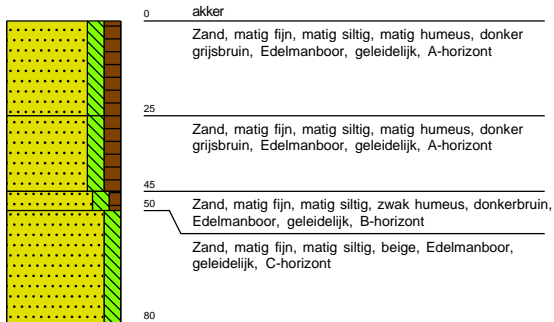 0 akker
Zand, matig fijn, matig siltig, matig humeus, donker
grijsbruin, Edelmanboor, geleidelijk, A-horizont
25
Zand, matig fijn, matig siltig, matig humeus, donker
grijsbruin, Edelmanboor, geleidelijk, A-horizont
45
Zand, matig fijn, matig siltig, zwak humeus, donkerbruin,
50
Edelmanboor, geleidelijk, B-horizont
Zand, matig fijn, matig siltig, beige, Edelmanboor,
geleidelijk, C-horizont
80